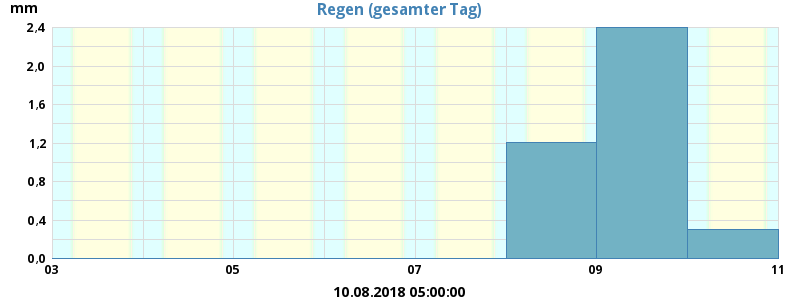 mm
Regen (gesamter Tag)
2,4
2,0
1,6
1,2
0,8
0,4
0,0
03 05 07 09 11
10.08.2018 05:00:00